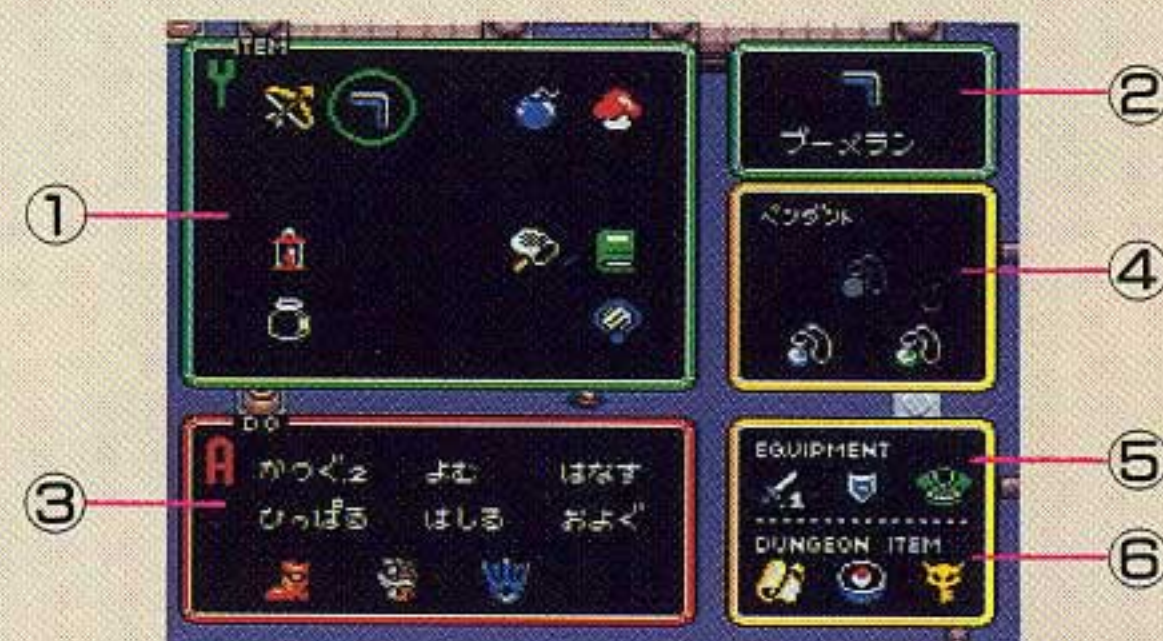 ITEM
Y
②
ブーメラン
①
ペンダント
④
DO
A
かつぐ.2 よむ はなす
ひっぱる はしる およぐ
③
EQUIPMENT
.1
⑤
DUNGEON ITEM
⑥